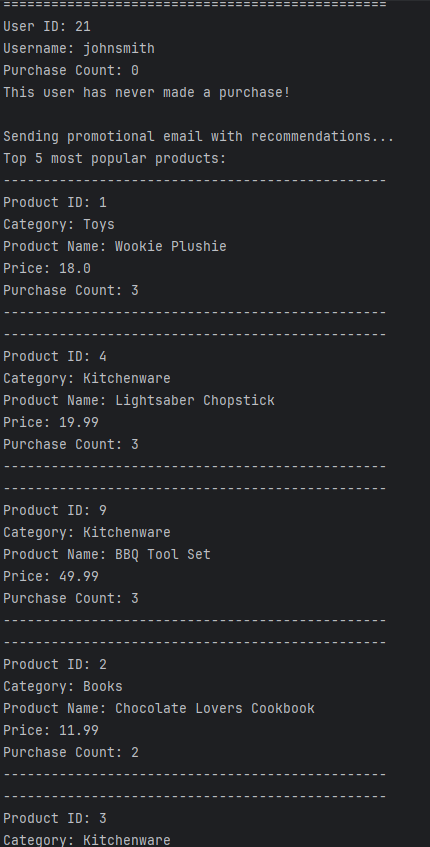 ================================================
User ID: 21
Username: johnsmith
Purchase Count: 0
This user has never made a purchase!
Sending promotional email with recommendations...
Top 5 most popular products:
------------------------------------------------
Product ID: 1
Category: Toys
Product Name: Wookie Plushie
Price: 18.0
Purchase Count: 3
------------------------------------------------
------------------------------------------------
Product ID: 4
Category: Kitchenware
Product Name: Lightsaber Chopstick
Price: 19.99
Purchase Count: 3
------------------------------------------------
------------------------------------------------
Product ID: 9
Category: Kitchenware
Product Name: BBQ Tool Set
Price: 49.99
Purchase Count: 3
------------------------------------------------
------------------------------------------------
Product ID: 2
Category: Books
Product Name: Chocolate Lovers Cookbook
Price: 11.99
Purchase Count: 2
------------------------------------------------
------------------------------------------------
Product ID: 3
Category: Kitchenware